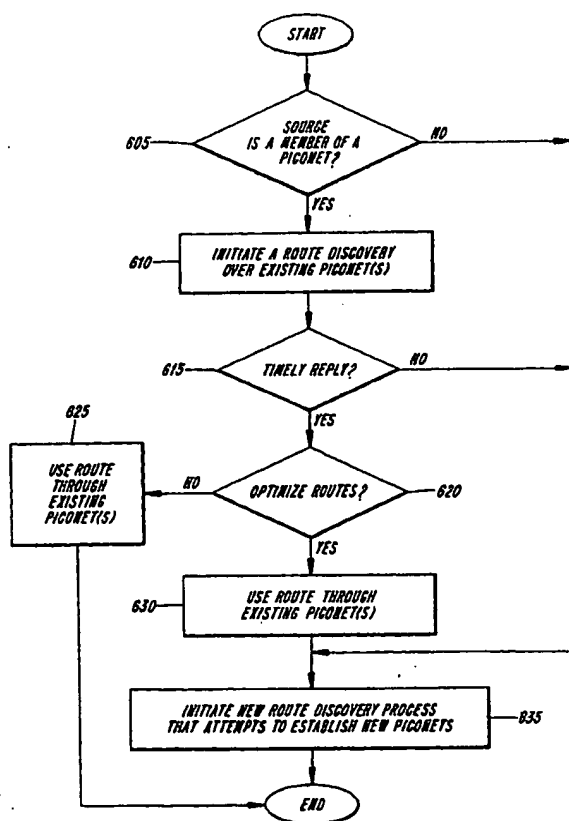 START
SOURCE
IS A MEMBER OF A
PICONET?
605
NO
YES
INITIATE A ROUTE DISCOVERY
OVER EXISTING PICONET(S)
610
TIMELY REPLY?
615
NO
YES
625
USE ROUTE
THROUGH
EXISTING
PICONET(S)
NO
OPTIMIZE ROUTES?
620
YES
USE ROUTE THROUGH
EXISTING PICONET(S)
630
INITIATE NEW ROUTE DISCOVERY PROCESS
THAT ATTEMPTS TO ESTABLISH NEW PICONETS
635
END